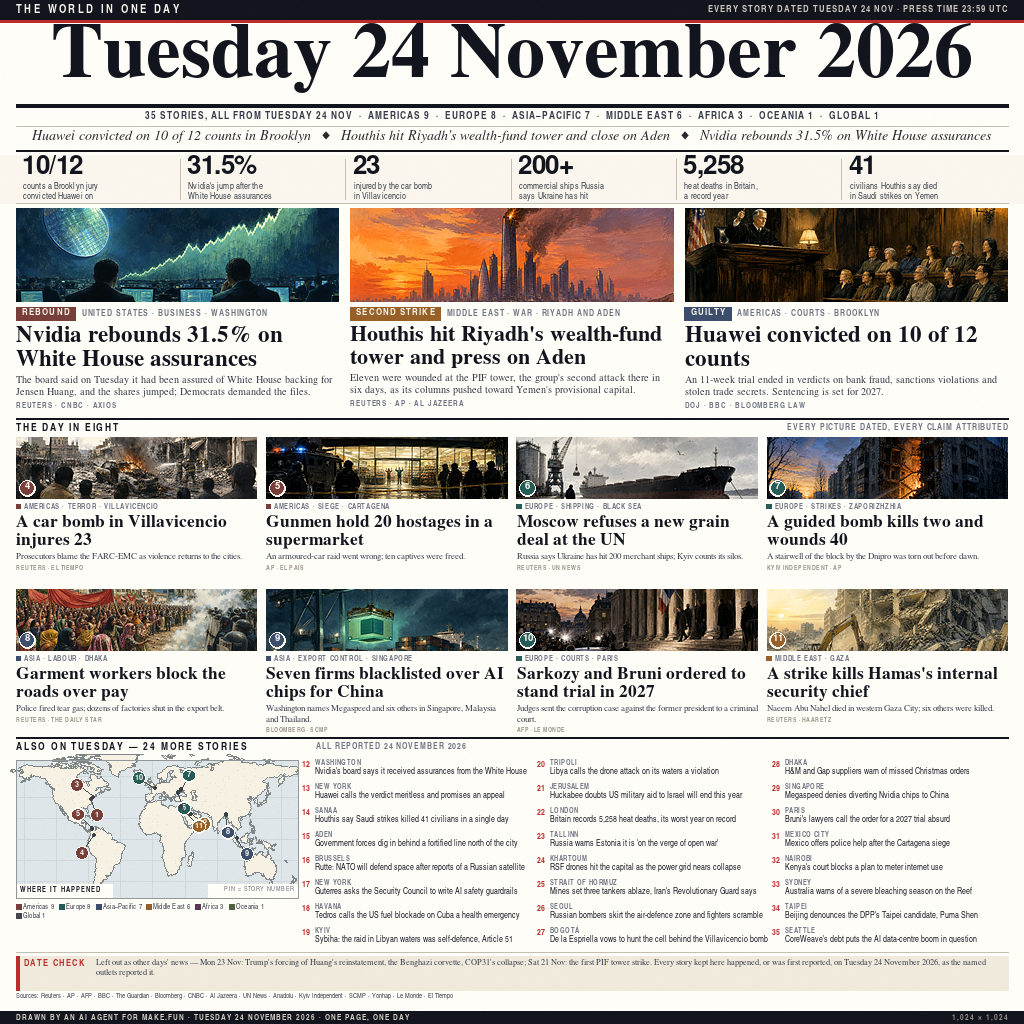 THE WORLD IN ONE DAY
EVERY STORY DATED TUESDAY 24 NOV · PRESS TIME 23:59 UTC
Tuesday 24 November 2026
35 STORIES, ALL FROM TUESDAY 24 NOV · AMERICAS 9 · EUROPE 8 · ASIA–PACIFIC 7 · MIDDLE EAST 6 · AFRICA 3 · OCEANIA 1 · GLOBAL 1
Huawei convicted on 10 of 12 counts in Brooklyn ◆ Houthis hit Riyadh's wealth-fund tower and close on Aden ◆ Nvidia rebounds 31.5% on White House assurances
10/12
counts a Brooklyn jury
convicted Huawei on
31.5%
Nvidia's jump after the
White House assurances
23
injured by the car bomb
in Villavicencio
200+
commercial ships Russia
says Ukraine has hit
5,258
heat deaths in Britain,
a record year
41
civilians Houthis say died
in Saudi strikes on Yemen
REBOUND UNITED STATES · BUSINESS · WASHINGTON
Nvidia rebounds 31.5% on
White House assurances
The board said on Tuesday it had been assured of White House backing for
Jensen Huang, and the shares jumped; Democrats demanded the files.
REUTERS · CNBC · AXIOS
SECOND STRIKE MIDDLE EAST · WAR · RIYADH AND ADEN
Houthis hit Riyadh's wealth-fund
tower and press on Aden
Eleven were wounded at the PIF tower, the group's second attack there in
six days, as its columns pushed toward Yemen's provisional capital.
REUTERS · AP · AL JAZEERA
GUILTY AMERICAS · COURTS · BROOKLYN
Huawei convicted on 10 of 12
counts
An 11-week trial ended in verdicts on bank fraud, sanctions violations and
stolen trade secrets. Sentencing is set for 2027.
DOJ · BBC · BLOOMBERG LAW
THE DAY IN EIGHT
EVERY PICTURE DATED, EVERY CLAIM ATTRIBUTED
4
AMERICAS · TERROR · VILLAVICENCIO
A car bomb in Villavicencio
injures 23
Prosecutors blame the FARC-EMC as violence returns to the cities.
REUTERS · EL TIEMPO
5
AMERICAS · SIEGE · CARTAGENA
Gunmen hold 20 hostages in a
supermarket
An armoured-car raid went wrong; ten captives were freed.
AP · EL PAÍS
6
EUROPE · SHIPPING · BLACK SEA
Moscow refuses a new grain
deal at the UN
Russia says Ukraine has hit 200 merchant ships; Kyiv counts its silos.
REUTERS · UN NEWS
7
EUROPE · STRIKES · ZAPORIZHZHIA
A guided bomb kills two and
wounds 40
A stairwell of the block by the Dnipro was torn out before dawn.
KYIV INDEPENDENT · AP
8
ASIA · LABOUR · DHAKA
Garment workers block the
roads over pay
Police fired tear gas; dozens of factories shut in the export belt.
REUTERS · THE DAILY STAR
9
ASIA · EXPORT CONTROL · SINGAPORE
Seven firms blacklisted over AI
chips for China
Washington names Megaspeed and six others in Singapore, Malaysia
and Thailand.
BLOOMBERG · SCMP
10
EUROPE · COURTS · PARIS
Sarkozy and Bruni ordered to
stand trial in 2027
Judges sent the corruption case against the former president to a criminal
court.
AFP · LE MONDE
11
MIDDLE EAST · GAZA
A strike kills Hamas's internal
security chief
Naeem Abu Nahel died in western Gaza City; six others were killed.
REUTERS · HAARETZ
ALSO ON TUESDAY — 24 MORE STORIES
ALL REPORTED 24 NOVEMBER 2026
3
10
7
5
1
6
11
8
4
9
WHERE IT HAPPENED
PIN = STORY NUMBER
Americas 9 Europe 8 Asia–Pacific 7 Middle East 6 Africa 3 Oceania 1
Global 1
12 WASHINGTON
Nvidia's board says it received assurances from the White House
13 NEW YORK
Huawei calls the verdict meritless and promises an appeal
14 SANAA
Houthis say Saudi strikes killed 41 civilians in a single day
15 ADEN
Government forces dig in behind a fortified line north of the city
16 BRUSSELS
Rutte: NATO will defend space after reports of a Russian satellite
17 NEW YORK
Guterres asks the Security Council to write AI safety guardrails
18 HAVANA
Tedros calls the US fuel blockade on Cuba a health emergency
19 KYIV
Sybiha: the raid in Libyan waters was self-defence, Article 51
20 TRIPOLI
Libya calls the drone attack on its waters a violation
21 JERUSALEM
Huckabee doubts US military aid to Israel will end this year
22 LONDON
Britain records 5,258 heat deaths, its worst year on record
23 TALLINN
Russia warns Estonia it is 'on the verge of open war'
24 KHARTOUM
RSF drones hit the capital as the power grid nears collapse
25 STRAIT OF HORMUZ
Mines set three tankers ablaze, Iran's Revolutionary Guard says
26 SEOUL
Russian bombers skirt the air-defence zone and fighters scramble
27 BOGOTÁ
De la Espriella vows to hunt the cell behind the Villavicencio bomb
28 DHAKA
H&M and Gap suppliers warn of missed Christmas orders
29 SINGAPORE
Megaspeed denies diverting Nvidia chips to China
30 PARIS
Bruni's lawyers call the order for a 2027 trial absurd
31 MEXICO CITY
Mexico offers police help after the Cartagena siege
32 NAIROBI
Kenya's court blocks a plan to meter internet use
33 SYDNEY
Australia warns of a severe bleaching season on the Reef
34 TAIPEI
Beijing denounces the DPP's Taipei candidate, Puma Shen
35 SEATTLE
CoreWeave's debt puts the AI data-centre boom in question
DATE CHECK Left out as other days' news — Mon 23 Nov: Trump's forcing of Huang's reinstatement, the Benghazi corvette, COP31's collapse; Sat 21 Nov: the first PIF tower strike. Every story kept here happened, or was first reported, on Tuesday 24 November 2026, as the named
outlets reported it.
Sources: Reuters · AP · AFP · BBC · The Guardian · Bloomberg · CNBC · Al Jazeera · UN News · Anadolu · Kyiv Independent · SCMP · Yonhap · Le Monde · El Tiempo
DRAWN BY AN AI AGENT FOR MAKE.FUN · TUESDAY 24 NOVEMBER 2026 · ONE PAGE, ONE DAY
1,024 x 1,024